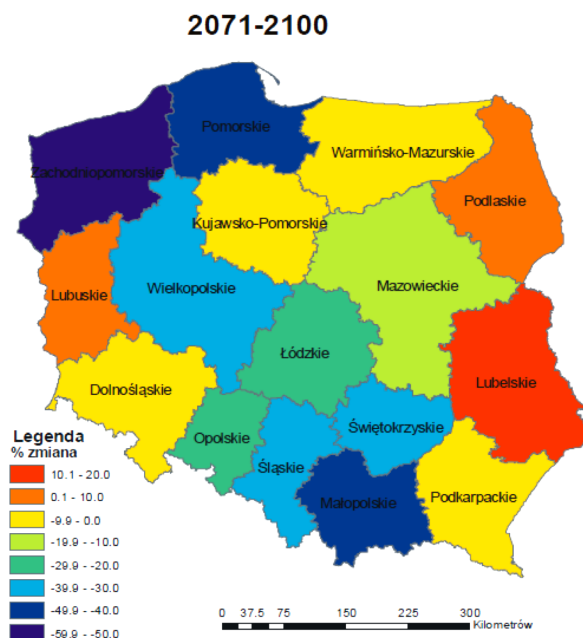 2071-2100
Pomorskie
Zachodniopomorskie
Warmińsko-Mazurskie
Podlaskie
Kujawsko-Pomorskie
Lubuskie
Wielkopolskie
Mazowieckie
Łódzkie
Dolnośląskie
Lubelskie
Opolskie
Świętokrzyskie
Śląskie
Małopolskie
Podkarpackie
Legenda
% zmiana
10.1 - 20.0
0.1 - 10.0
-9.9 - 0.0
-19.9 - -10.0
-29.9 - -20.0
-39.9 - -30.0
-49.9 - -40.0
-59.9 - -50.0
0 37.5 75 150 225 300
Kilometrów